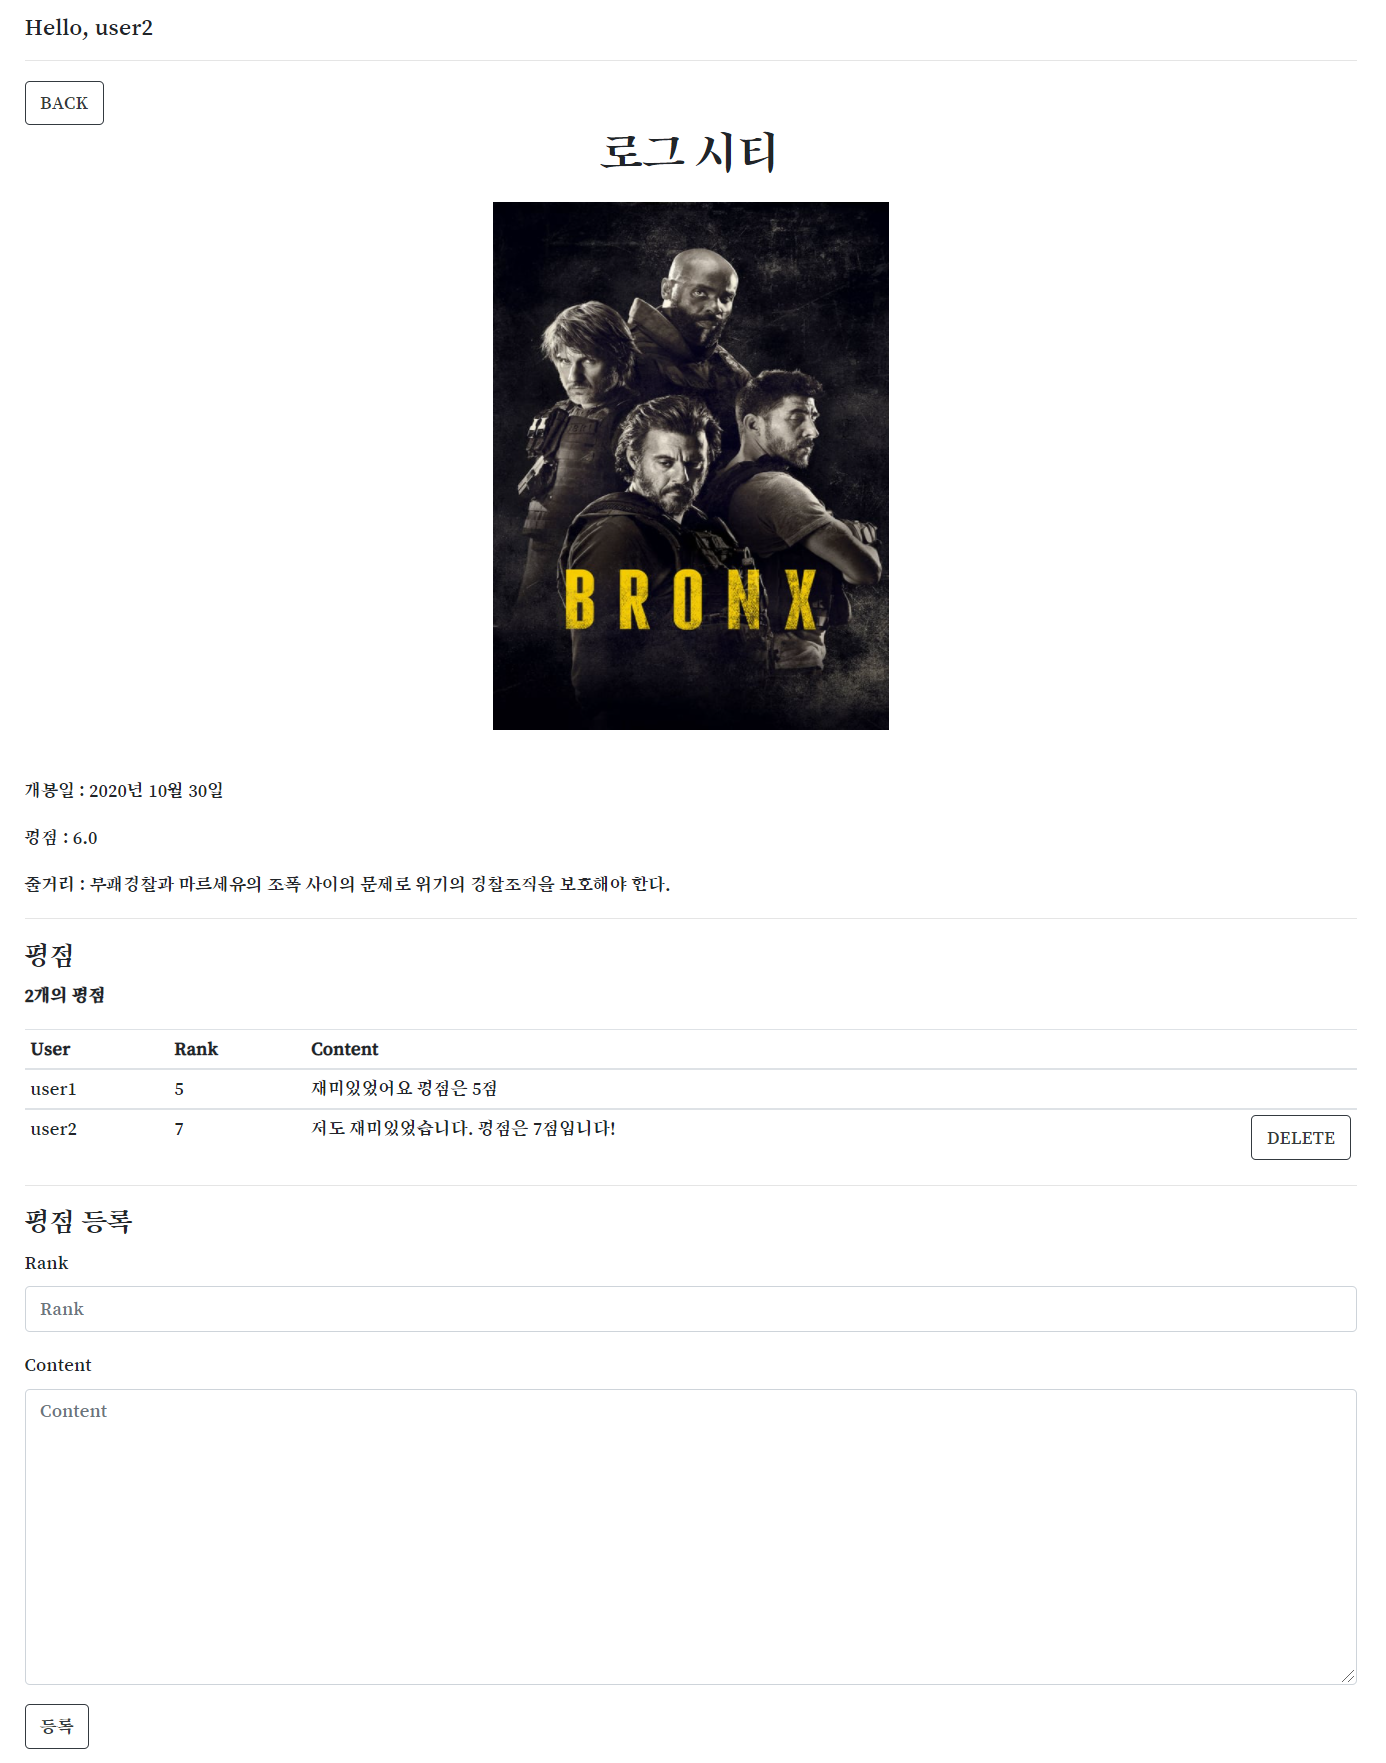 Hello, user2
BACK
로그 시티
BRONX
개봉일 : 2020년 10월 30일
평점 : 6.0
줄거리 : 부패경찰과 마르세유의 조폭 사이의 문제로 위기의 경찰조직을 보호해야 한다.
평점
2개의 평점
User Rank Content
user1 5 재미있었어요 평점은 5점
user2 7 저도 재미있었습니다. 평점은 7점입니다! DELETE
평점 등록
Rank
Rank
Content
Content
등록